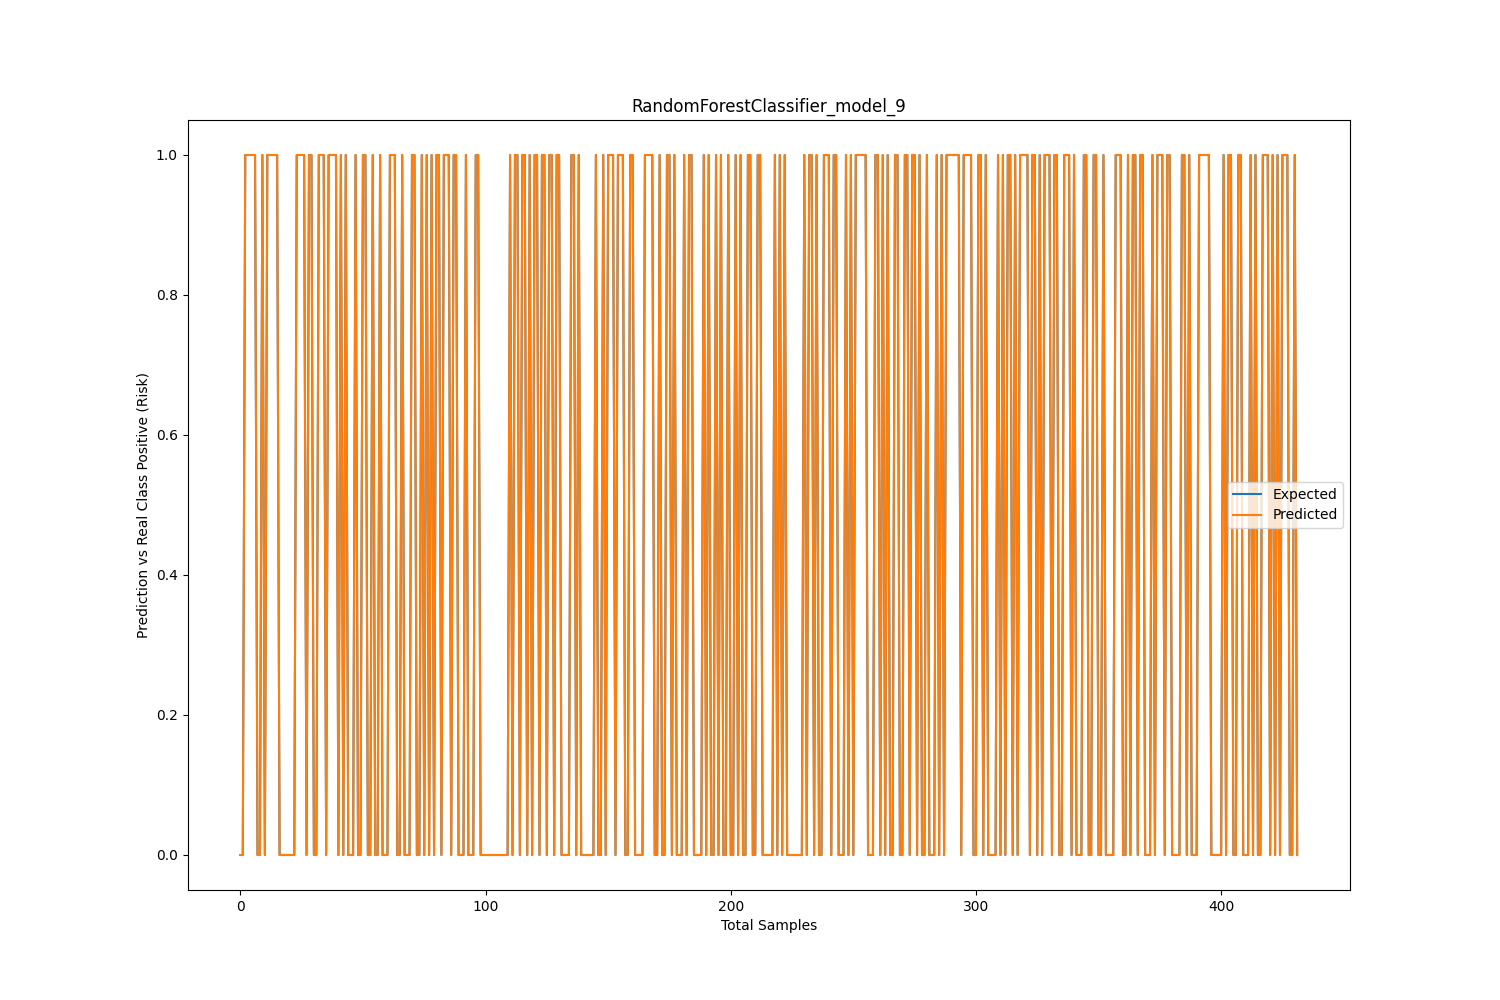 RandomForestClassifier_model_9
1.0
0.8
0.6
0.4
0.2
0.0
Prediction vs Real Class Positive (Risk)
Expected
Predicted
0
100
200
300
400
Total Samples